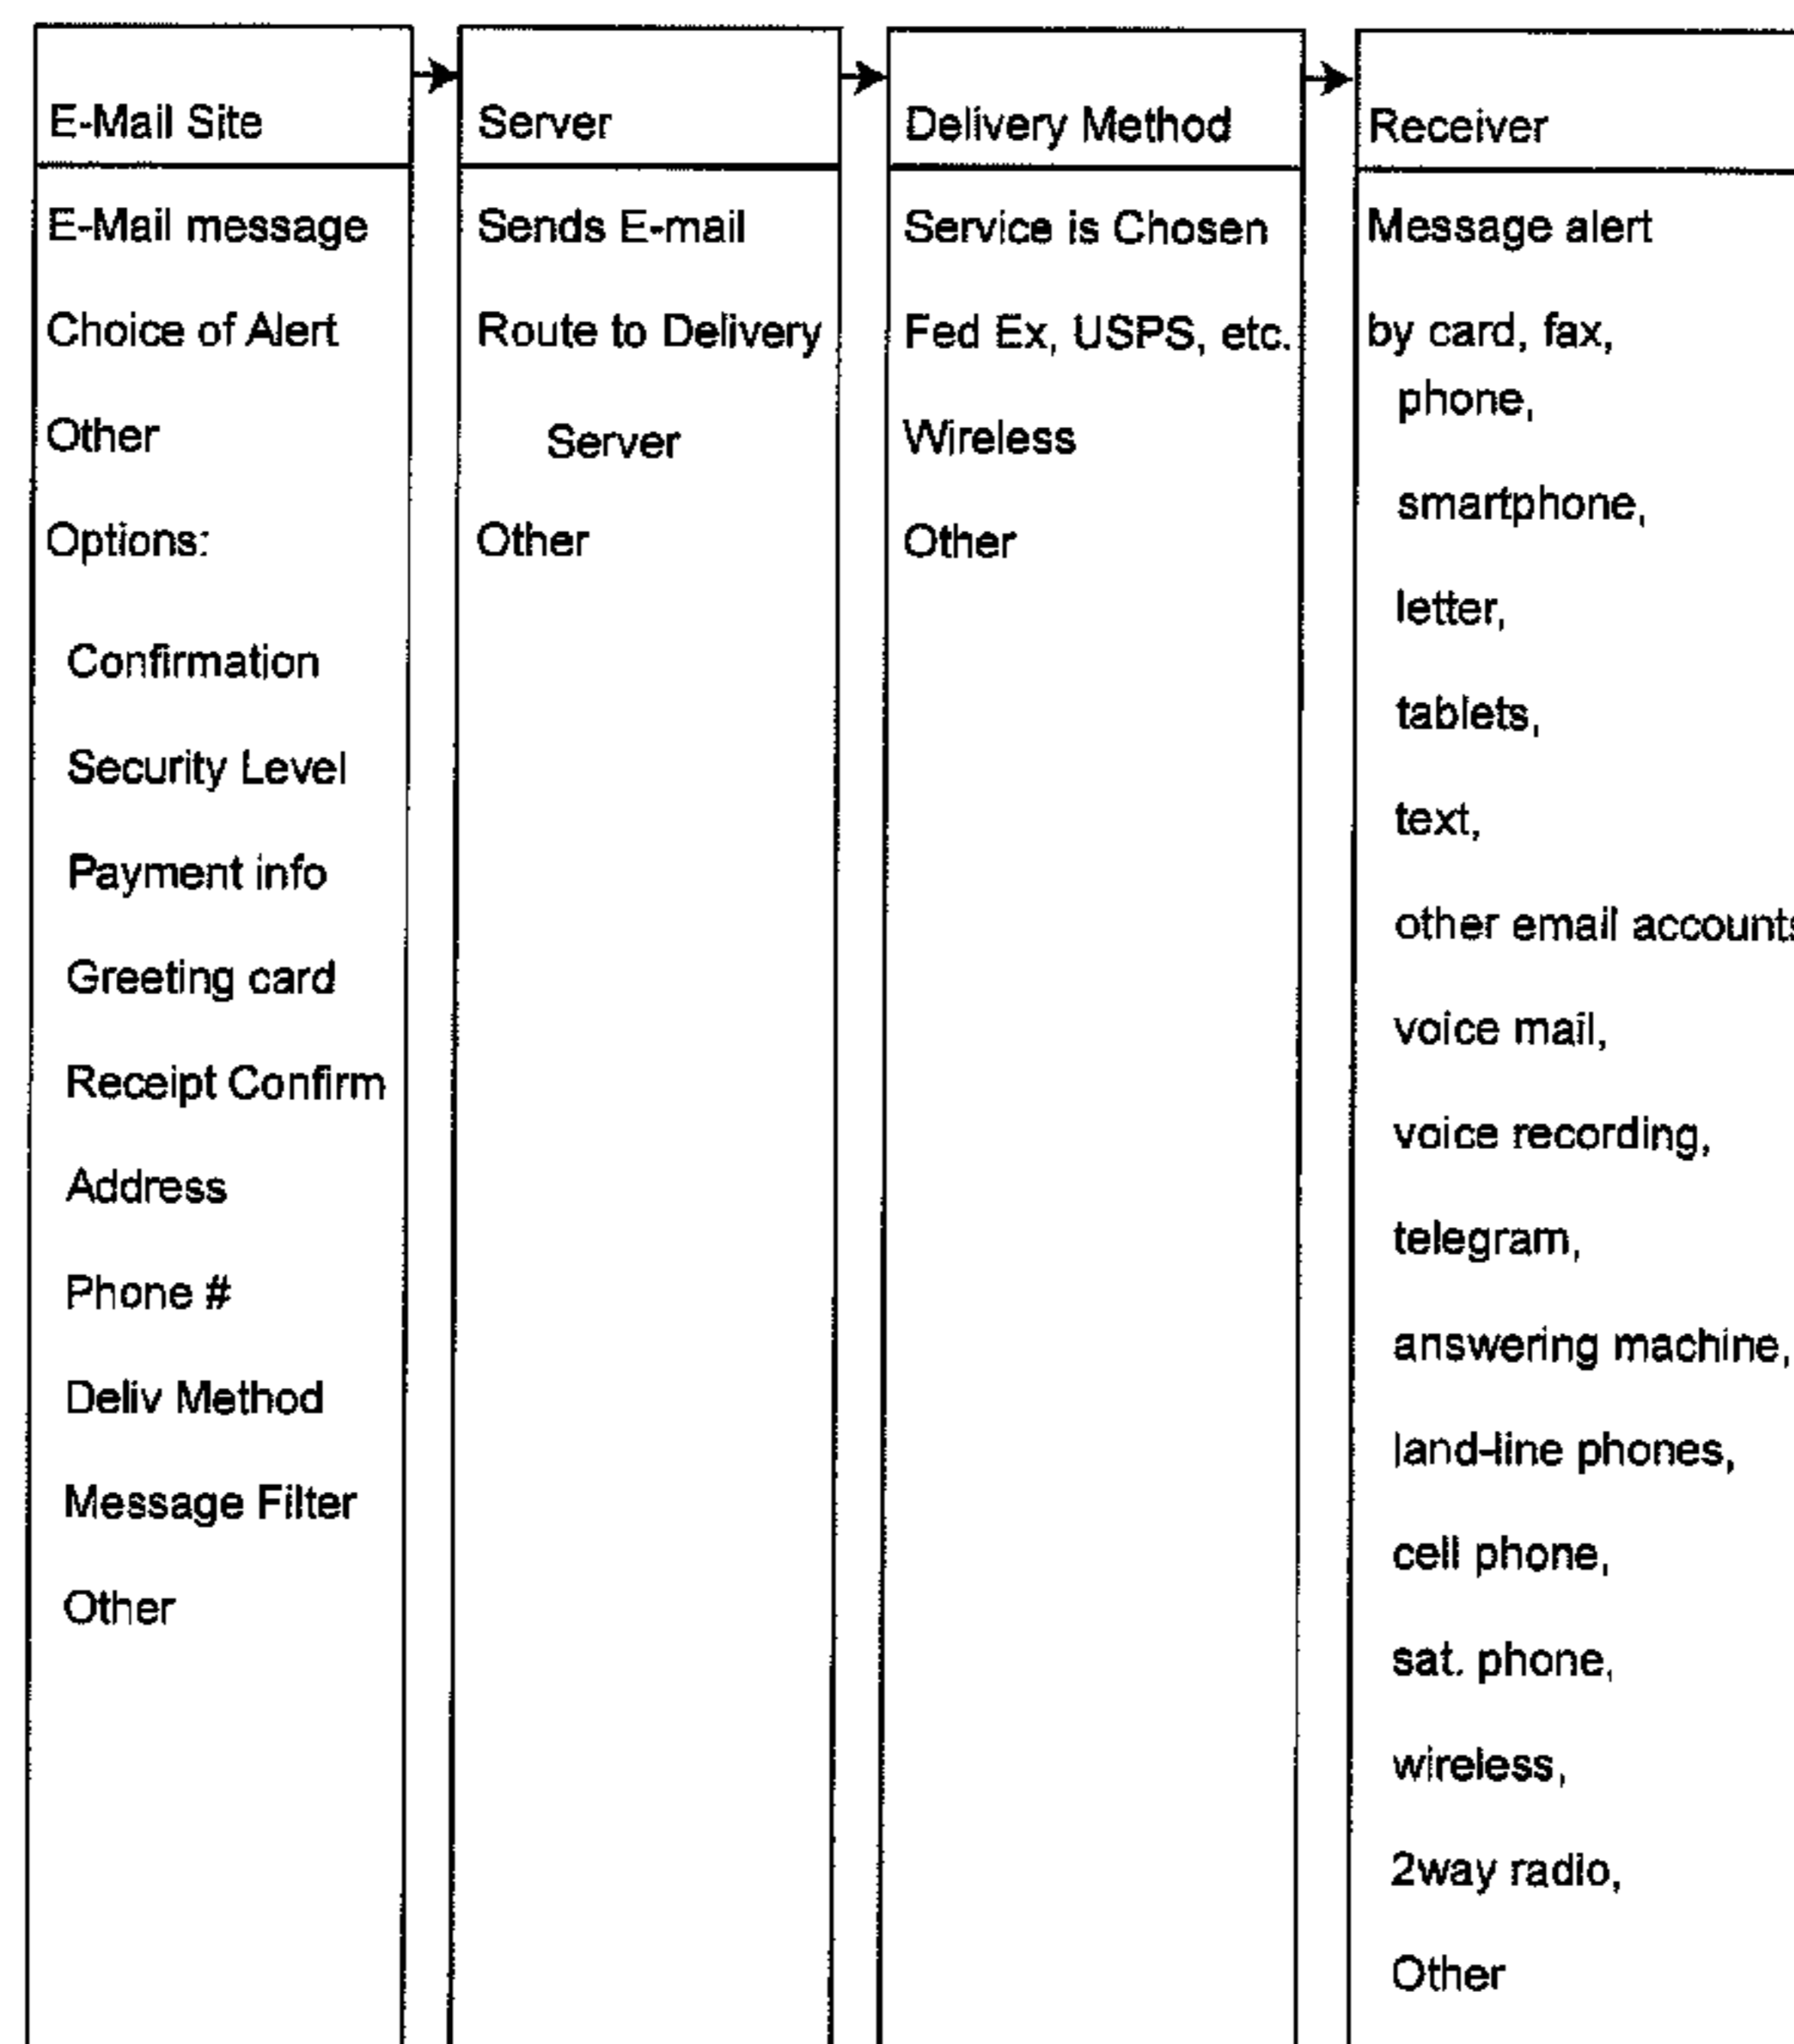 E-Mail Site
E-Mail message
Choice of Alert
Other
Options:
Confirmation
Security Level
Payment info
Greeting card
Receipt Confirm
Address
Phone #
Deliv Method
Message Filter
Other
Server
Sends E-mail
Route to Delivery
Server
Other
Delivery Method
Service is Chosen
Fed Ex, USPS, etc.
Wireless
Other
Receiver
Message alert
by card, fax,
phone,
smartphone,
letter,
tablets,
text,
other email accounts
voice mail,
voice recording,
telegram,
answering machine,
land-line phones,
cell phone,
sat. phone,
wireless,
2way radio,
Other